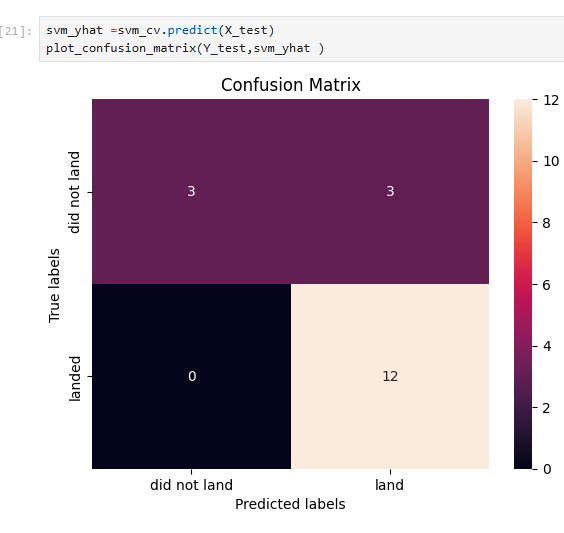 [21]: svm_yhat =svm_cv.predict(X_test)
plot_confusion_matrix(Y_test,svm_yhat )
Confusion Matrix
did not land
landed
True labels
3
3
0
12
did not land
land
Predicted labels
12
10
8
6
4
2
0